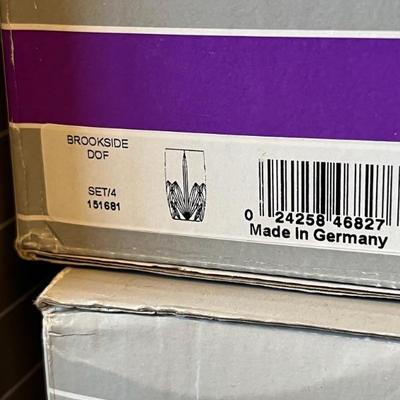 BROOKSIDE
DOF
SET/4
151681
0 24258 46827
Made In Germany